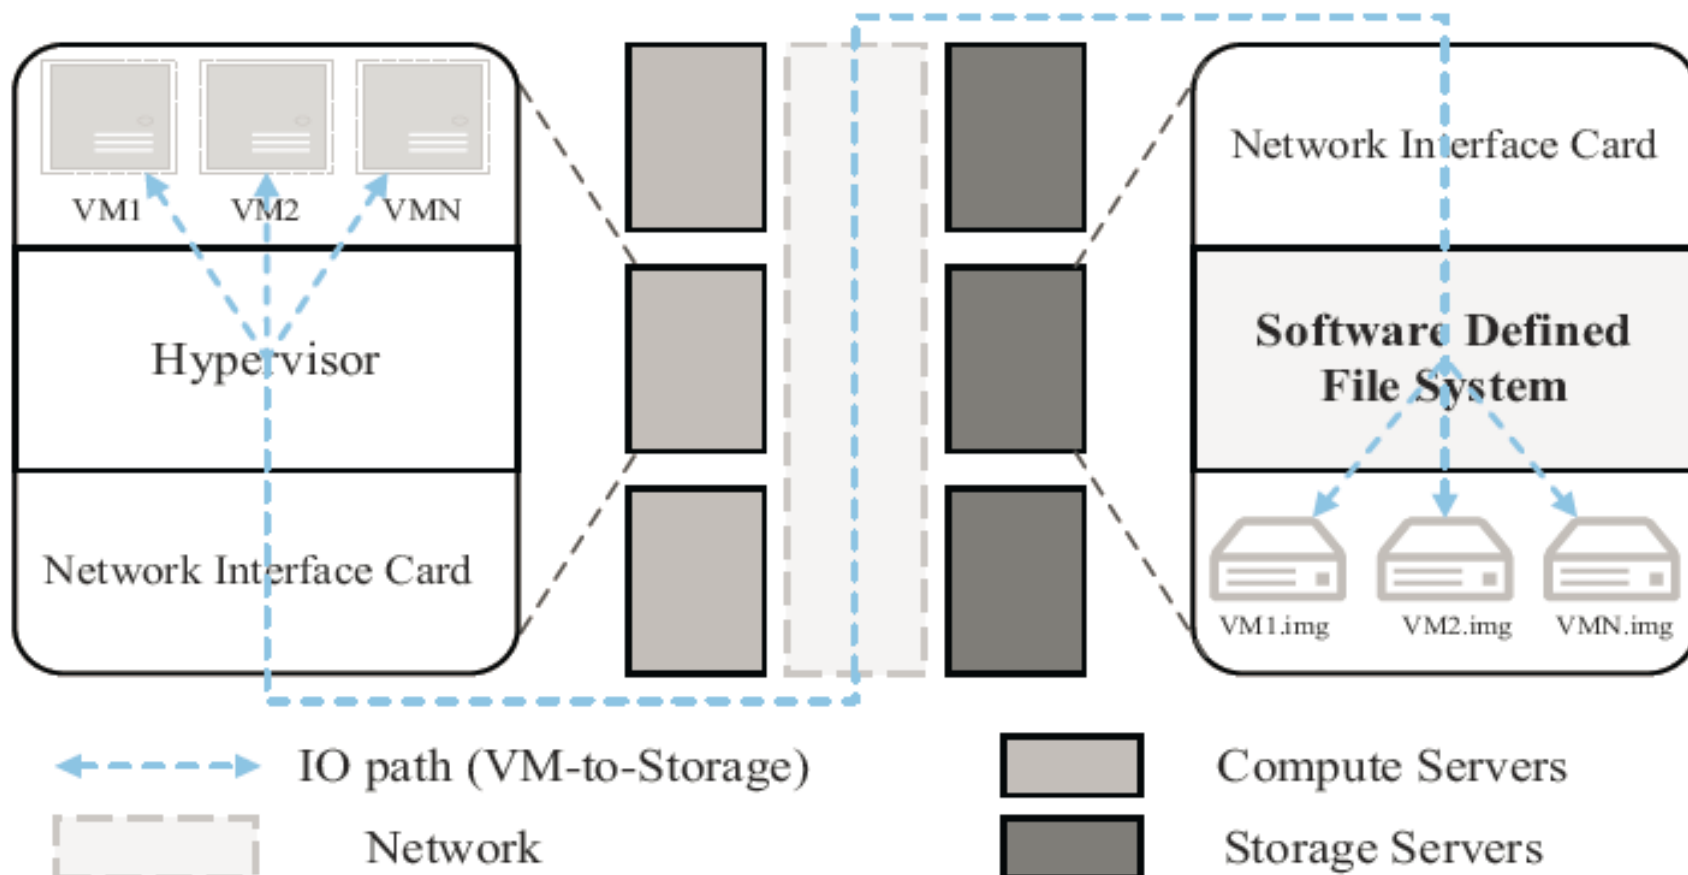 VM1
VM2
VMN
Hypervisor
Network Interface Card
Network Interface Card
Software Defined
File System
VM1.img
VM2.img
VMN.img
IO path (VM-to-Storage)
Compute Servers
Network
Storage Servers